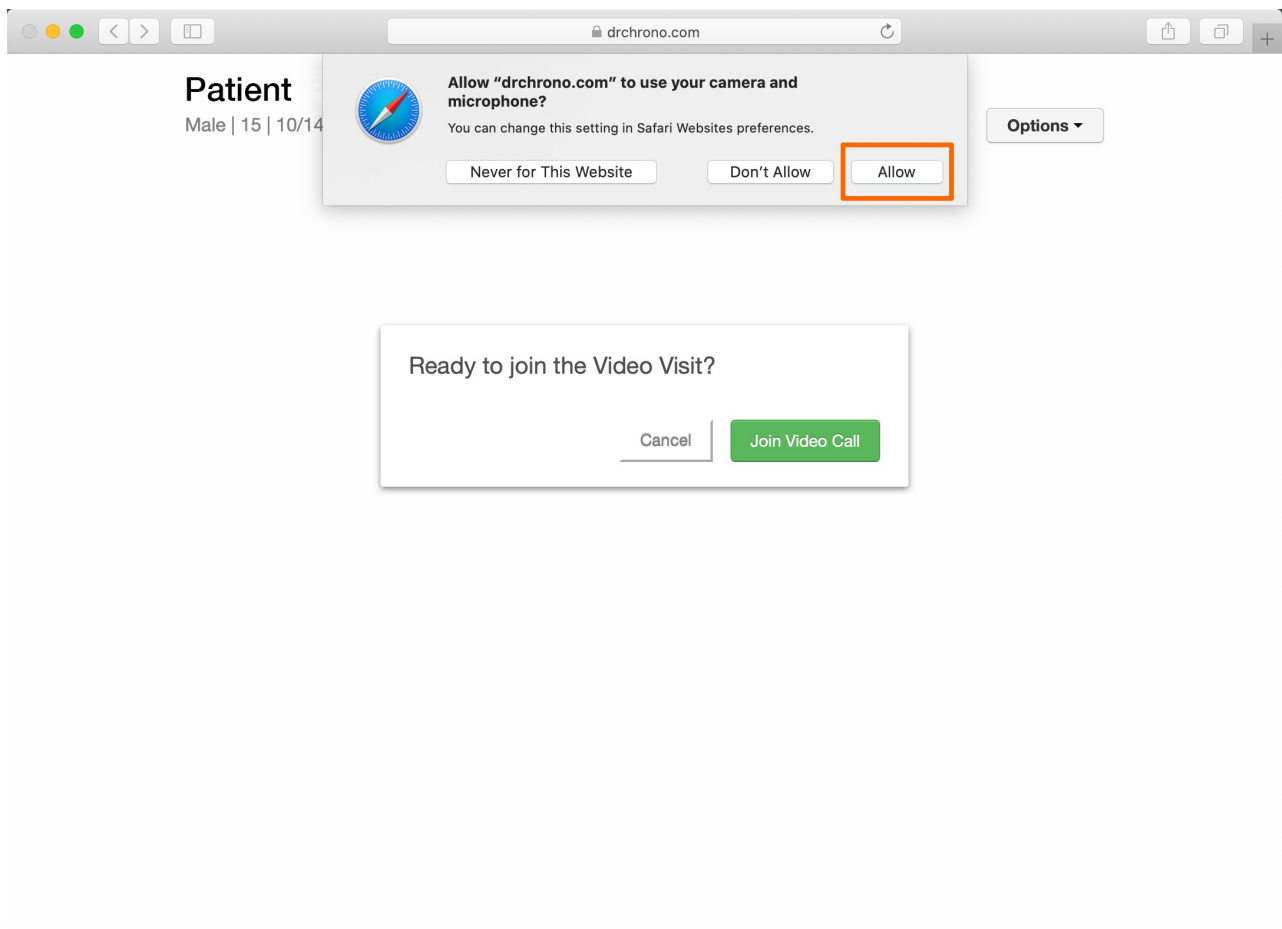 drchrono.com
Patient
Male | 15 | 10/14
Allow “drchrono.com” to use your camera and
microphone?
You can change this setting in Safari Websites preferences.
Never for This Website
Don’t Allow
Allow
Options
Ready to join the Video Visit?
Cancel
Join Video Call